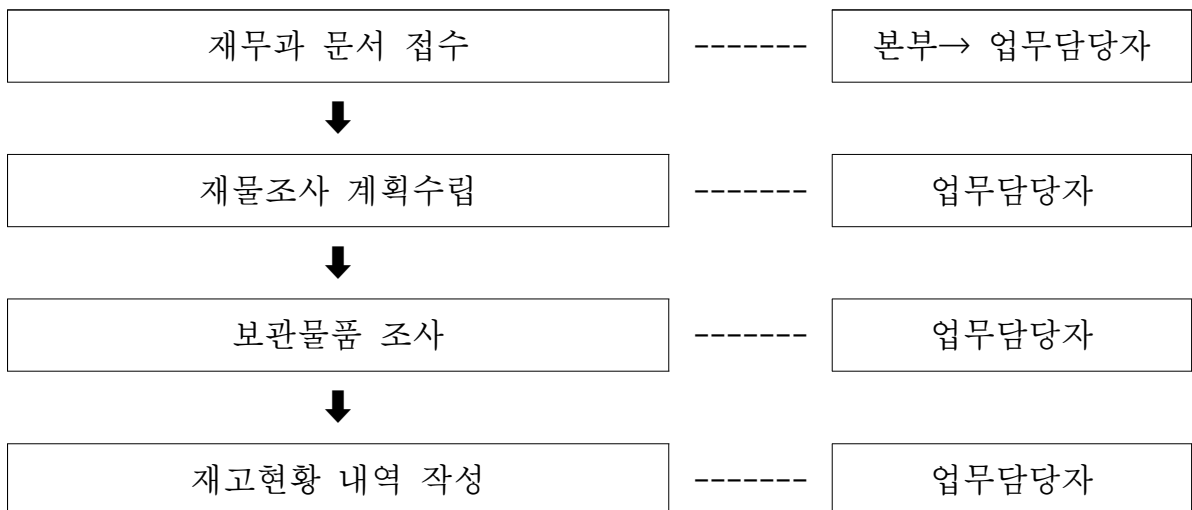 재무과 문서 접수 ------- 본부→ 업무담당자
재물조사 계획수립 ------- 업무담당자
보관물품 조사 ------- 업무담당자
재고현황 내역 작성 ------- 업무담당자